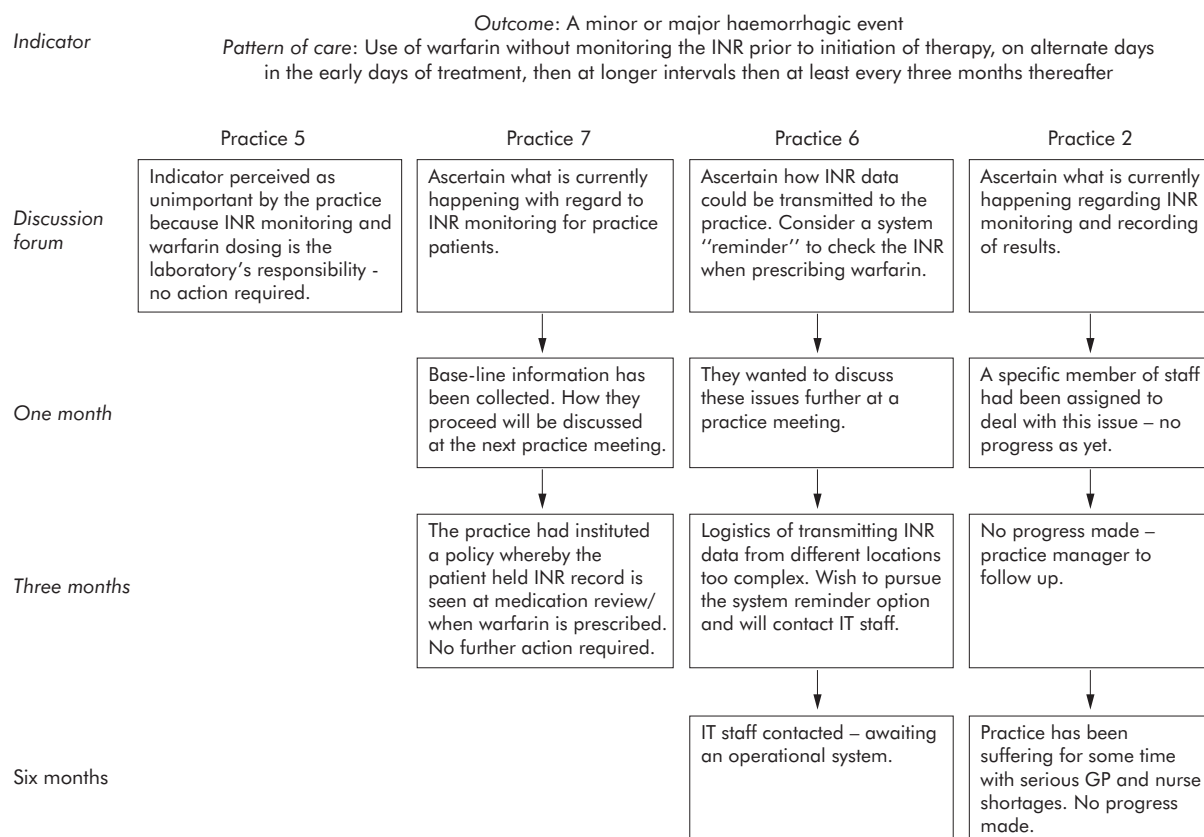 Indicator
Outcome: A minor or major haemorrhagic event
Pattern of care: Use of warfarin without monitoring the INR prior to initiation of therapy, on alternate days
in the early days of treatment, then at longer intervals then at least every three months thereafter
Practice 5
Practice 7
Practice 6
Practice 2
Discussion
forum
Indicator perceived as
unimportant by the practice
because INR monitoring and
warfarin dosing is the
laboratory's responsibility -
no action required.
Ascertain what is currently
happening with regard to
INR monitoring for practice
patients.
Ascertain how INR data
could be transmitted to the
practice. Consider a system
''reminder'' to check the INR
when prescribing warfarin.
Ascertain what is currently
happening regarding INR
monitoring and recording
of results.
One month
Base-line information has
been collected. How they
proceed will be discussed
at the next practice meeting.
They wanted to discuss
these issues further at a
practice meeting.
A specific member of staff
had been assigned to
deal with this issue – no
progress as yet.
Three months
The practice had instituted
a policy whereby the
patient held INR record is
seen at medication review/
when warfarin is prescribed.
No further action required.
Logistics of transmitting INR
data from different locations
too complex. Wish to pursue
the system reminder option
and will contact IT staff.
No progress made –
practice manager to
follow up.
Six months
IT staff contacted – awaiting
an operational system.
Practice has been
suffering for some time
with serious GP and nurse
shortages. No progress
made.